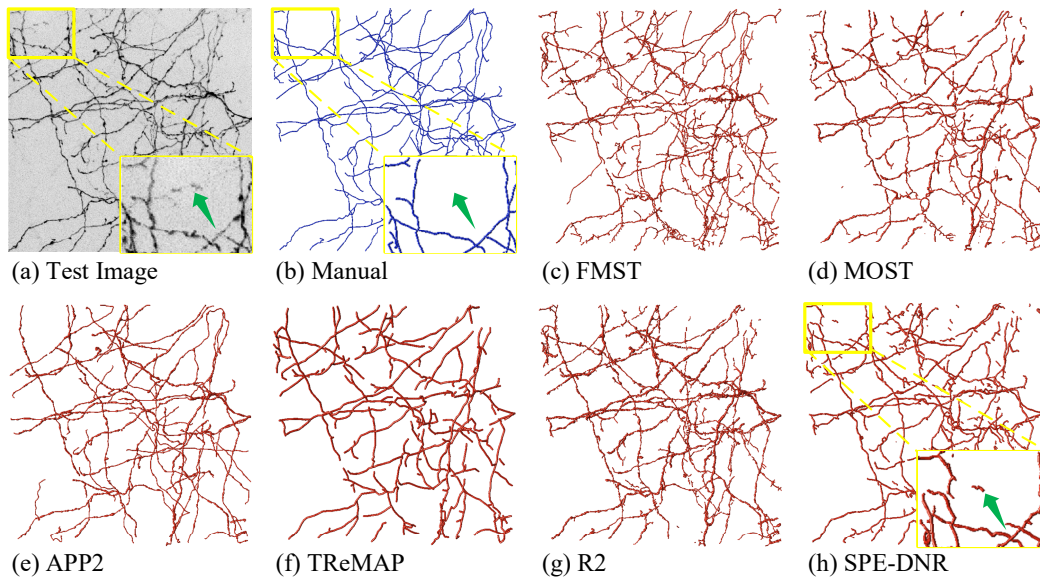 (a) Test Image
(b) Manual
(c) FMST
(d) MOST
(e) APP2
(f) TReMAP
(g) R2
(h) SPE-DNR